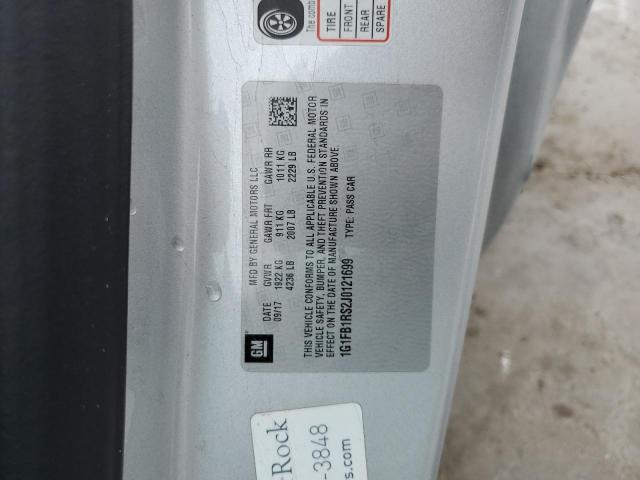 The comb
TIRE
FRONT
REAR
SPARE
GM
MFD BY GENERAL MOTORS LLC
DATE GVWR GAWR FRT GAWR RR
09/17 1922 KG 911 KG 1011 KG
4236 LB 2007 LB 2229 LB
THIS VEHICLE CONFORMS TO ALL APPLICABLE U.S. FEDERAL MOTOR
VEHICLE SAFETY, BUMPER, AND THEFT PREVENTION STANDARDS IN
EFFECT ON THE DATE OF MANUFACTURE SHOWN ABOVE.
1G1FB1RS2J0121699 TYPE: PASS CAR
-Rock
-3848
s.com